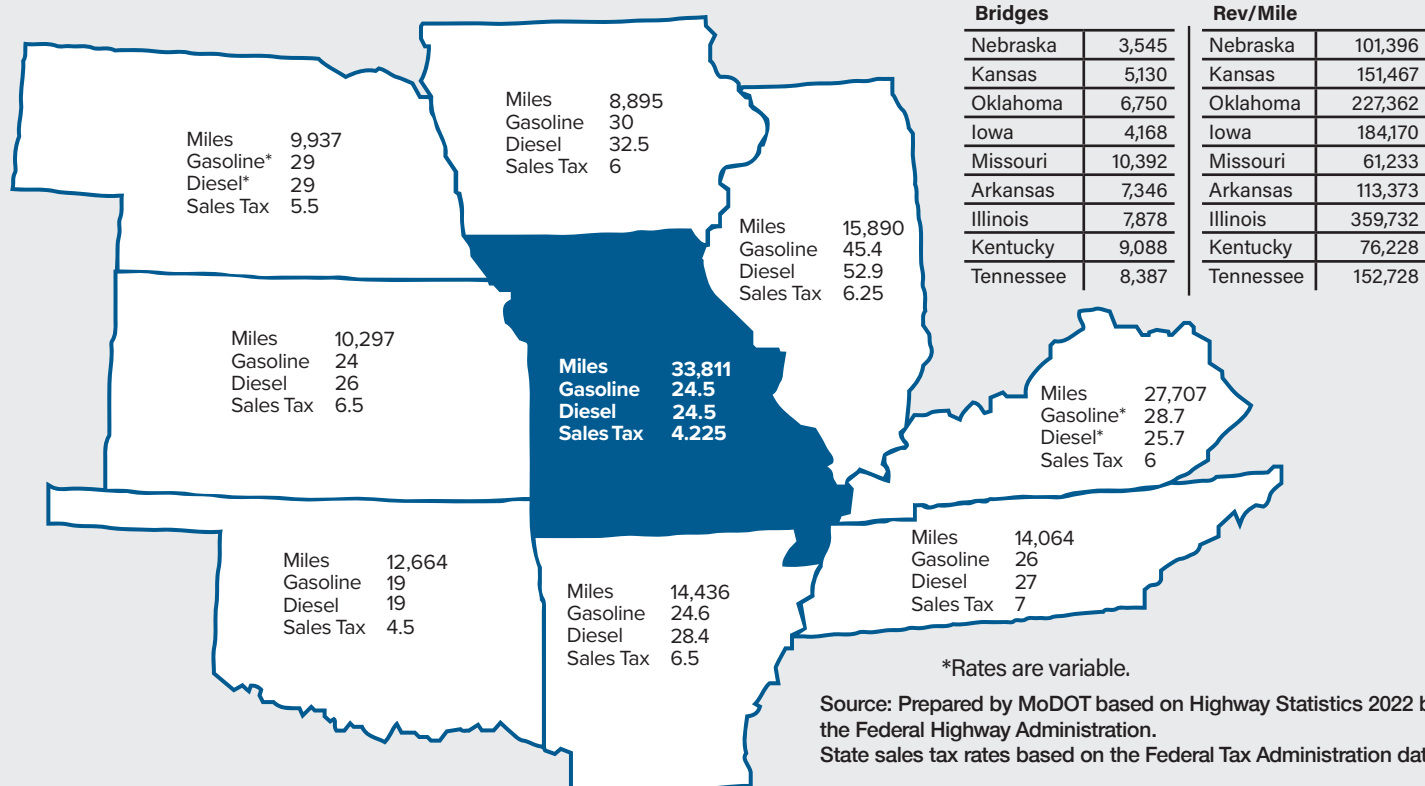 Bridges
Nebraska 3,545
Kansas 5,130
Oklahoma 6,750
Iowa 4,168
Missouri 10,392
Arkansas 7,346
Illinois 7,878
Kentucky 9,088
Tennessee 8,387
Rev/Mile
Nebraska 101,396
Kansas 151,467
Oklahoma 227,362
Iowa 184,170
Missouri 61,233
Arkansas 113,373
Illinois 359,732
Kentucky 76,228
Tennessee 152,728
Miles 9,937
Gasoline* 29
Diesel* 29
Sales Tax 5.5
Miles 8,895
Gasoline 30
Diesel 32.5
Sales Tax 6
Miles 15,890
Gasoline 45.4
Diesel 52.9
Sales Tax 6.25
Miles 10,297
Gasoline 24
Diesel 26
Sales Tax 6.5
Miles 33,811
Gasoline 24.5
Diesel 24.5
Sales Tax 4.225
Miles 27,707
Gasoline* 28.7
Diesel* 25.7
Sales Tax 6
Miles 12,664
Gasoline 19
Diesel 19
Sales Tax 4.5
Miles 14,436
Gasoline 24.6
Diesel 28.4
Sales Tax 6.5
Miles 14,064
Gasoline 26
Diesel 27
Sales Tax 7
*Rates are variable.
Source: Prepared by MoDOT based on Highway Statistics 2022
the Federal Highway Administration.
State sales tax rates based on the Federal Tax Administration